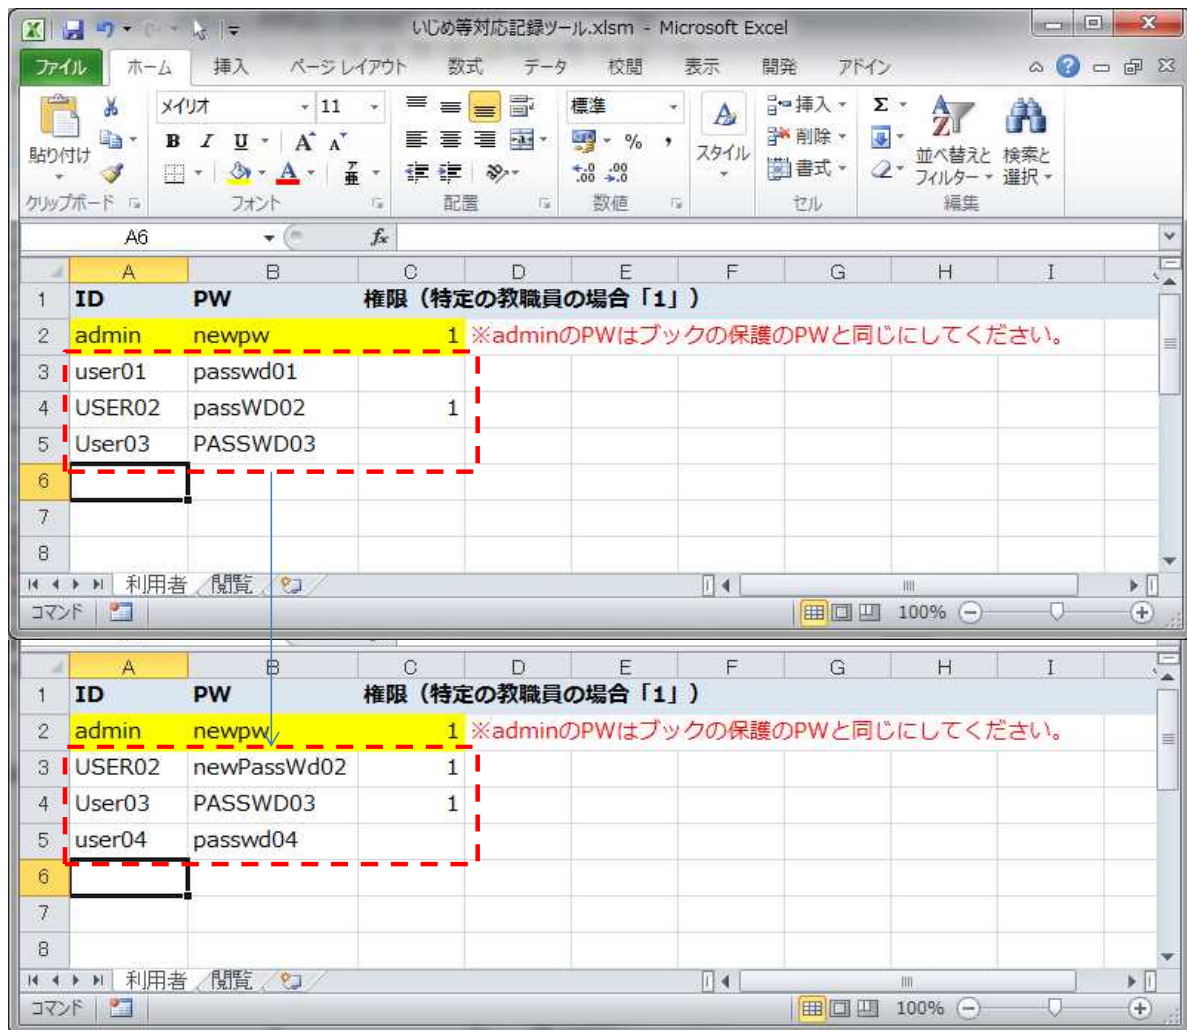 いじめ等対応記録ツール.xlsm - Microsoft Excel
ファイル ホーム 挿入 ページ レイアウト 数式 データ 校閲 表示 開発 アドイン
メイリオ 11 標準 挿入 Σ
貼り付け B I U A A % , スタイル 削除 並べ替えと 検索と
書式 フィルター 選択
クリップボード フォント 配置 数値 セル 編集
A6 fx
A B C D E F G H I
1 ID PW 権限（特定の教職員の場合「1」）
2 admin newpw 1 ※adminのPWはブックの保護のPWと同じにしてください。
3 user01 passwd01
4 USER02 passWD02 1
5 User03 PASSWD03
6
7
8
利用者 閲覧
コマンド 100%
A B C D E F G H I
1 ID PW 権限（特定の教職員の場合「1」）
2 admin newpw 1 ※adminのPWはブックの保護のPWと同じにしてください。
3 USER02 newPassWd02 1
4 User03 PASSWD03 1
5 user04 passwd04
6
7
8
利用者 閲覧
コマンド 100%